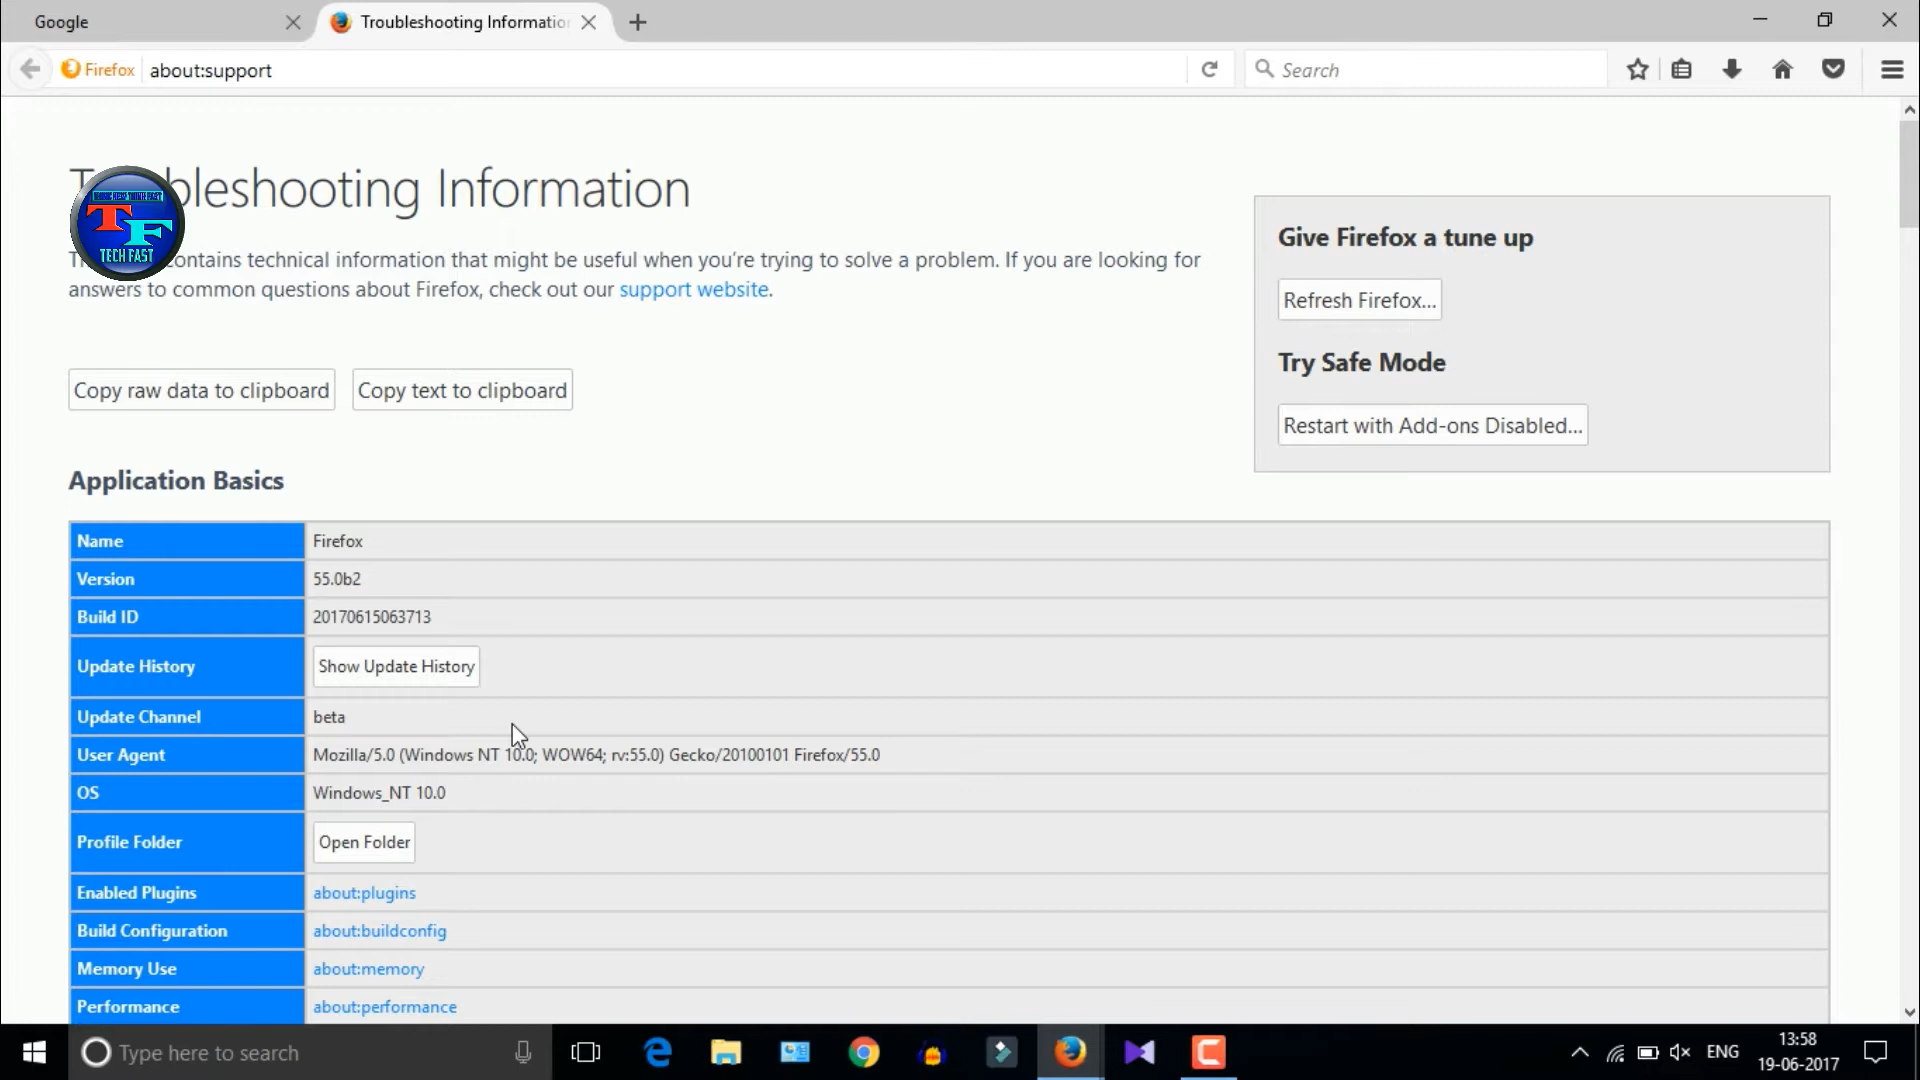 Google
Troubleshooting Informatio
Firefox
about:support
Search
bleshooting Information
TF
TECH FAST
ontains technical information that might be useful when you're trying to solve a problem. If you are looking for
answers to common questions about Firefox, check out our support website.
Give Firefox a tune up
Refresh Firefox...
Try Safe Mode
Restart with Add-ons Disabled...
Copy raw data to clipboard
Copy text to clipboard
Application Basics
Name Firefox
Version 55.0b2
Build ID 20170615063713
Update History Show Update History
Update Channel beta
User Agent Mozilla/5.0 (Windows NT 10.0; WOW64; rv:55.0) Gecko/20100101 Firefox/55.0
OS Windows_NT 10.0
Profile Folder Open Folder
Enabled Plugins about:plugins
Build Configuration about:buildconfig
Memory Use about:memory
Performance about:performance
Type here to search
ENG
13:58
19-06-2017